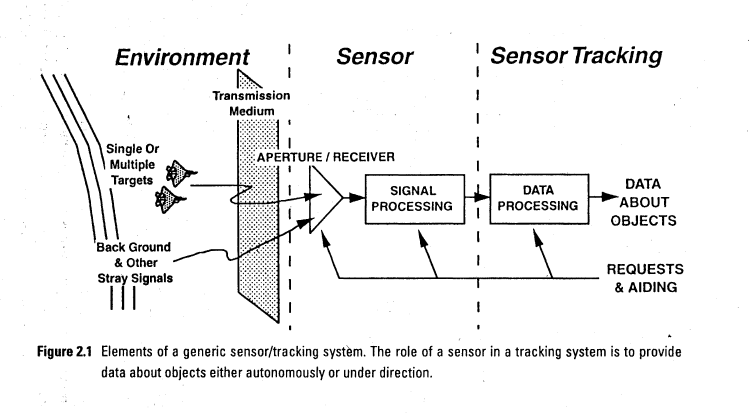 Environment
Sensor
Sensor Tracking
Transmission
Medium
Single Or
Multiple
Targets
APERTURE / RECEIVER
SIGNAL
PROCESSING
DATA
PROCESSING
DATA
ABOUT
OBJECTS
Back Ground
& Other
Stray Signals
REQUESTS
& AIDING
Figure 2.1 Elements of a generic sensor/tracking system. The role of a sensor in a tracking system is to provide
data about objects either autonomously or under direction.